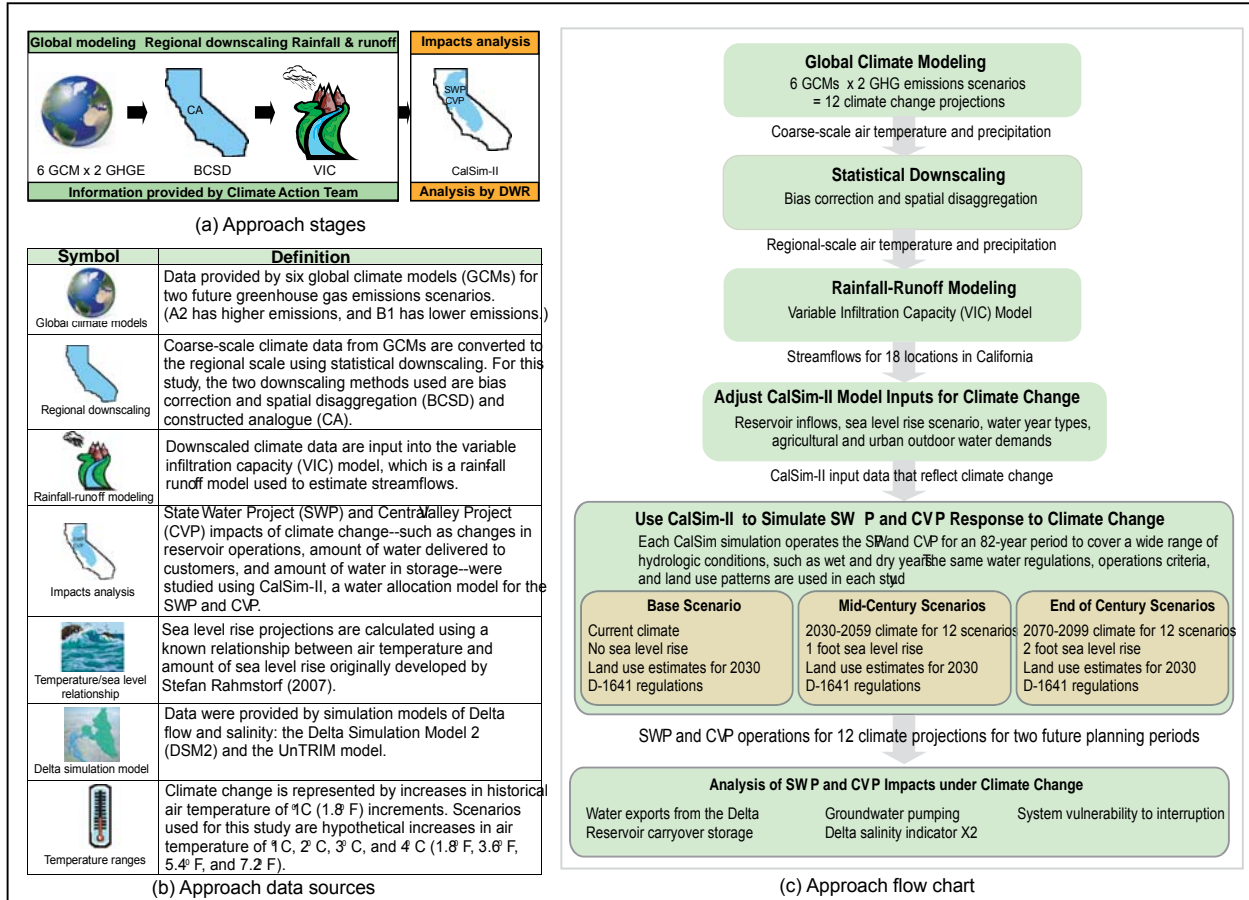 Global modeling Regional downscaling Rainfall & runoff
Impacts analysis
CA
SWP
CVP
6 GCM x 2 GHGE
BCSD
VIC
CalSim-II
Information provided by Climate Action Team
Analysis by DWR
(a) Approach stages
Symbol
Definition
Global climate models
Data provided by six global climate models (GCMs) for
two future greenhouse gas emissions scenarios.
(A2 has higher emissions, and B1 has lower emissions.)
Regional downscaling
Coarse-scale climate data from GCMs are converted to
the regional scale using statistical downscaling. For this
study, the two downscaling methods used are bias
correction and spatial disaggregation (BCSD) and
constructed analogue (CA).
Rainfall-runoff modeling
Downscaled climate data are input into the variable
infiltration capacity (VIC) model, which is a rainfall
runoff model used to estimate streamflows.
Impacts analysis
State Water Project (SWP) and Central Valley Project
(CVP) impacts of climate change--such as changes in
reservoir operations, amount of water delivered to
customers, and amount of water in storage--were
studied using CalSim-II, a water allocation model for the
SWP and CVP.
Temperature/sea level
relationship
Sea level rise projections are calculated using a
known relationship between air temperature and
amount of sea level rise originally developed by
Stefan Rahmstorf (2007).
Delta simulation model
Data were provided by simulation models of Delta
flow and salinity: the Delta Simulation Model 2
(DSM2) and the UnTRIM model.
Temperature ranges
Climate change is represented by increases in historical
air temperature of 1°C (1.8° F) increments. Scenarios
used for this study are hypothetical increases in air
temperature of 1°C, 2° C, 3° C, and 4° C (1.8° F, 3.6° F,
5.4° F, and 7.2° F).
(b) Approach data sources
Global Climate Modeling
6 GCMs x 2 GHG emissions scenarios
= 12 climate change projections
Coarse-scale air temperature and precipitation
Statistical Downscaling
Bias correction and spatial disaggregation
Regional-scale air temperature and precipitation
Rainfall-Runoff Modeling
Variable Infiltration Capacity (VIC) Model
Streamflows for 18 locations in California
Adjust CalSim-II Model Inputs for Climate Change
Reservoir inflows, sea level rise scenario, water year types,
agricultural and urban outdoor water demands
CalSim-II input data that reflect climate change
Use CalSim-II to Simulate SWP and CVP Response to Climate Change
Each CalSim simulation operates the SWP and CVP for an 82-year period to cover a wide range of
hydrologic conditions, such as wet and dry years. The same water regulations, operations criteria,
and land use patterns are used in each study.
Base Scenario
Current climate
No sea level rise
Land use estimates for 2030
D-1641 regulations
Mid-Century Scenarios
2030-2059 climate for 12 scenarios
1 foot sea level rise
Land use estimates for 2030
D-1641 regulations
End of Century Scenarios
2070-2099 climate for 12 scenarios
2 foot sea level rise
Land use estimates for 2030
D-1641 regulations
SWP and CVP operations for 12 climate projections for two future planning periods
Analysis of SWP and CVP Impacts under Climate Change
Water exports from the Delta
Reservoir carryover storage
Groundwater pumping
Delta salinity indicator X2
System vulnerability to interruption
(c) Approach flow chart